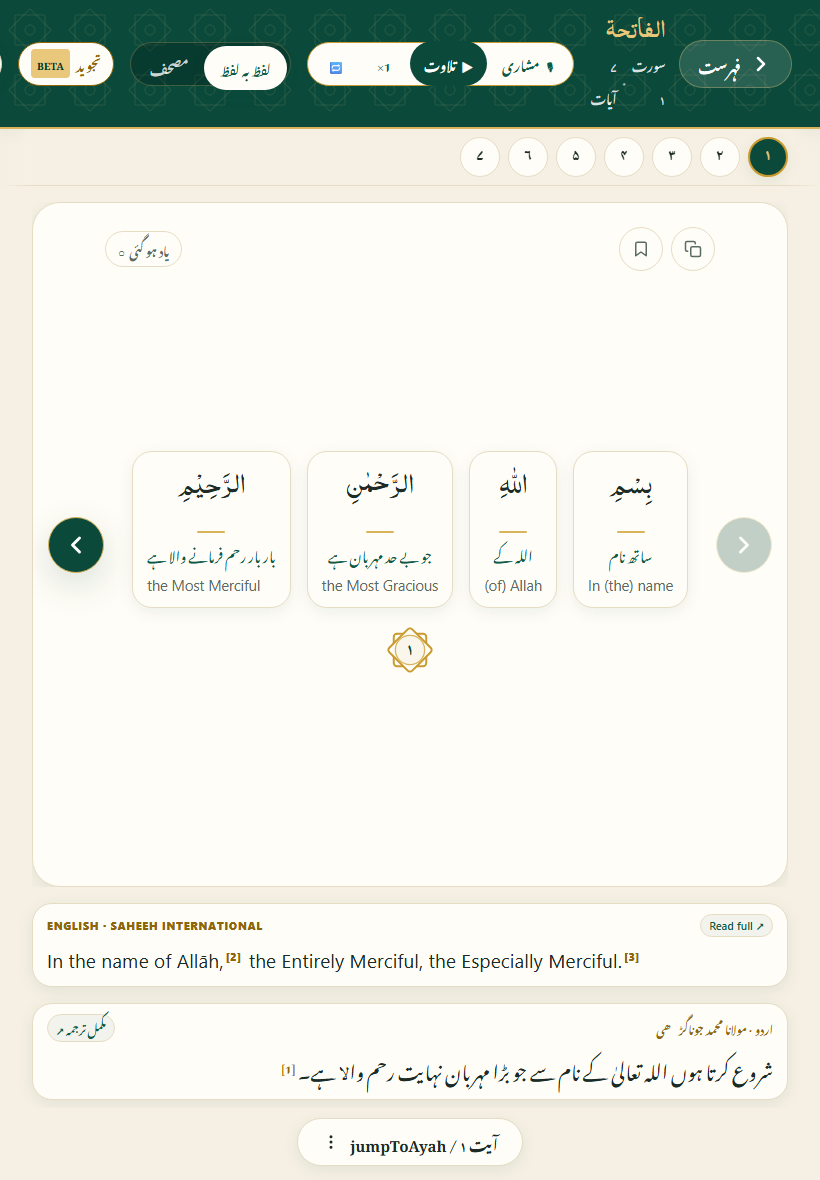 فہرست
الفاتحة
سورت ۷
۱ آیات
🎙 مشاری
▶ تلاوت
×1
🔁
لفظ بہ لفظ
مصحف
تجوید BETA
۱ ۲ ۳ ۴ ۵ ٦ ۷
یاد ہو گئی ○
بِسْمِ اللّٰهِ الرَّحْمٰنِ الرَّحِيْمِ
ساتھ نام
اللہ کے
جو بے حد مہربان ہے
بار بار رحم فرمانے والا ہے
In (the) name
(of) Allah
the Most Gracious
the Most Merciful
۱
ENGLISH · SAHEEH INTERNATIONAL
Read full ↗
In the name of Allāh,[2] the Entirely Merciful, the Especially Merciful.[3]
اردو · مولانا محمد جوناگڑھی
مکمل ترجمہ ↗
شروع کرتا ہوں اللہ تعالیٰ کے نام سے جو بڑا مہربان نہایت رحم والا ہے۔ [۱]
آیت ۱ / jumpToAyah